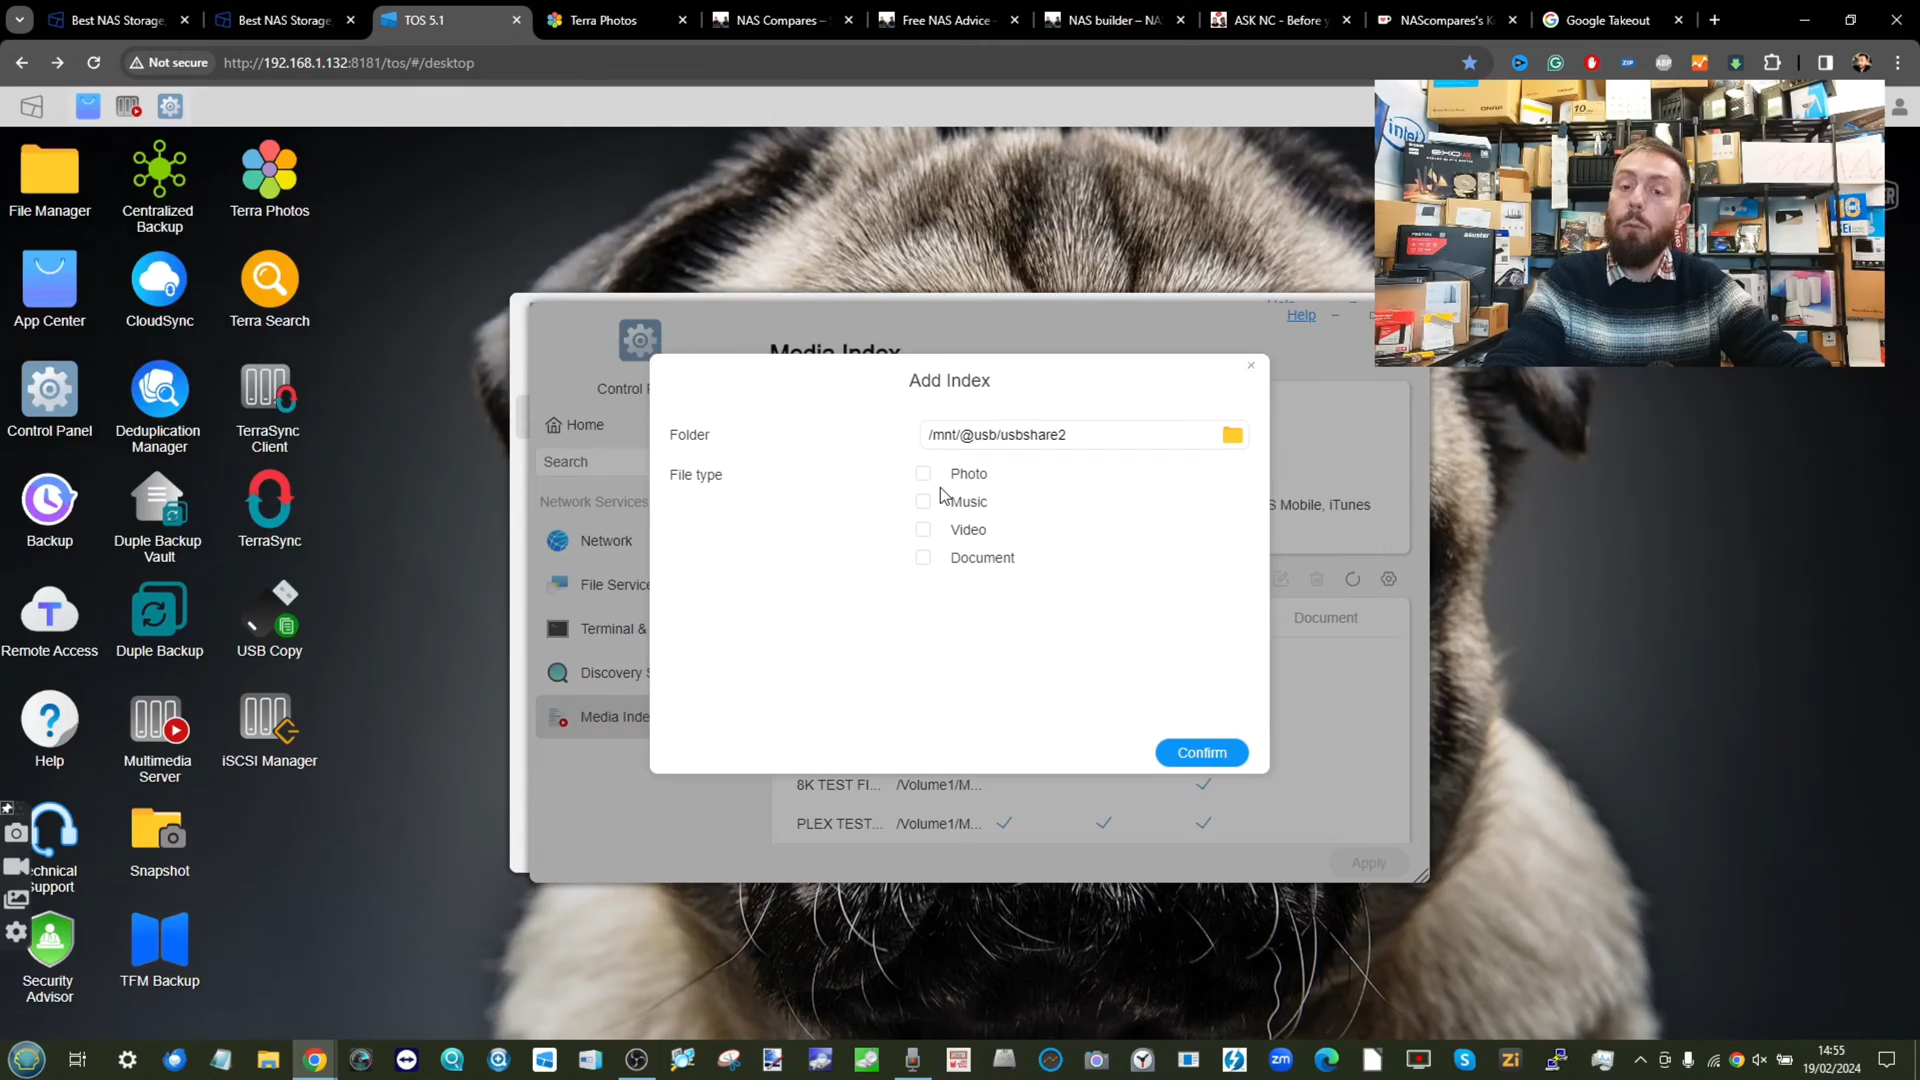 Best NAS Storage,
Best NAS Storage,
TOS 5.1
Terra Photos
NAS Compares –
Free NAS Advice
NAS builder – NA
ASK NC - Before y
NAScompares's K
Google Takeout
Not secure
http://192.168.1.132:8181/tos/#/desktop
File Manager
Centralized
Backup
Terra Photos
App Center
CloudSync
Terra Search
Control Panel
Deduplication
Manager
TerraSync
Client
Backup
Duple Backup
Vault
TerraSync
Remote Access
Duple Backup
USB Copy
Help
Multimedia
Server
iSCSI Manager
echnical
Support
Snapshot
Security
Advisor
TFM Backup
Help
Media Index
Control P
Home
Search
Network Services
Network
File Service
Terminal &
Discovery S
Media Inde
S Mobile, iTunes
Document
Add Index
Folder
/mnt/@usb/usbshare2
File type
Photo
Music
Video
Document
Confirm
8K TEST FI...
/Volume1/M...
PLEX TEST...
/Volume1/M...
Apply
intel
asustor
14:55
19/02/2024